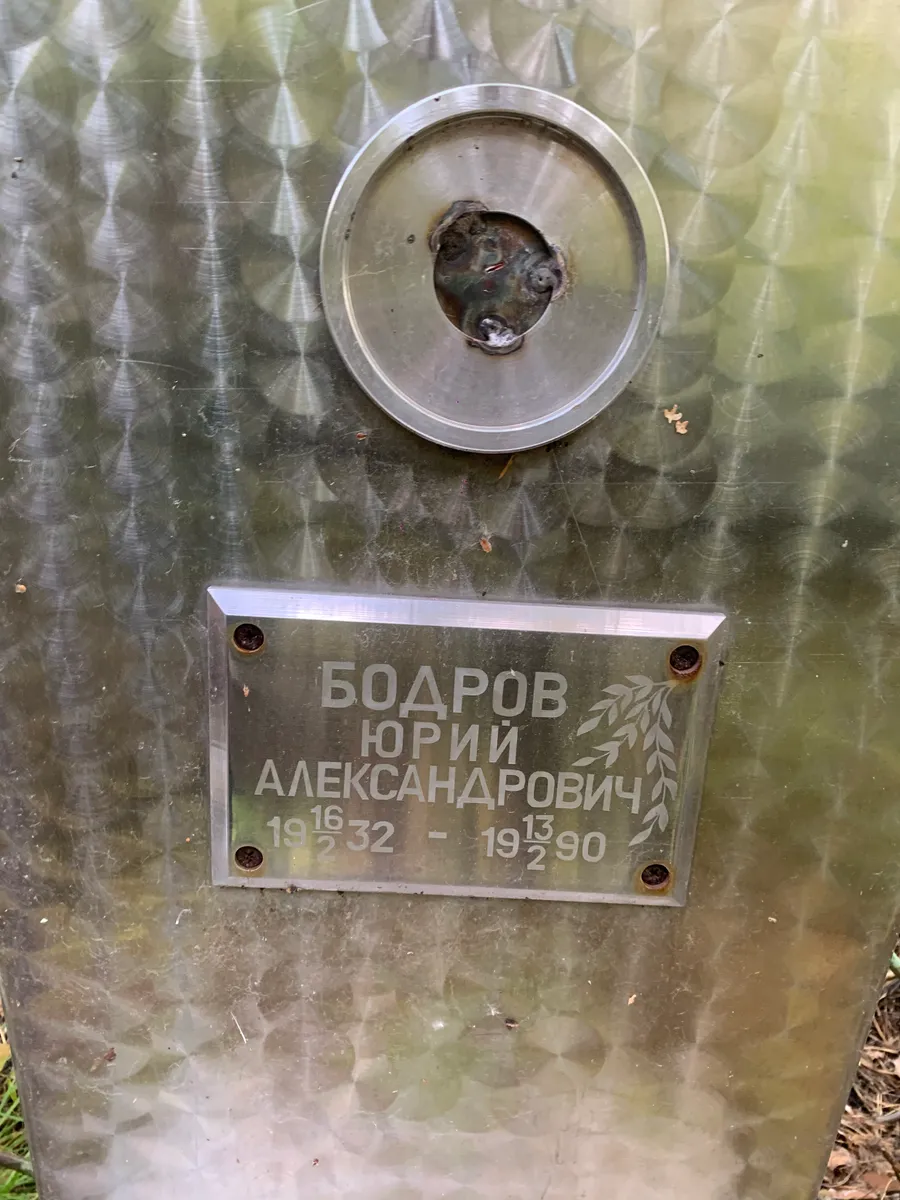 БОДРОВ
ЮРИЙ
АЛЕКСАНДРОВИЧ
19 16/2 32 - 19 13/2 90